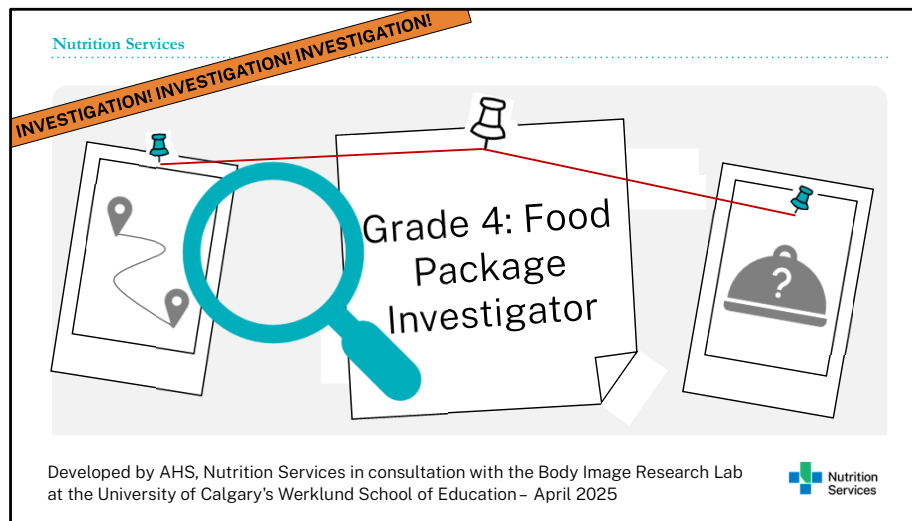 INVESTIGATION! INVESTIGATION! INVESTIGATION!
Nutrition Services
Grade 4: Food
Package
Investigator
?
Developed by AHS, Nutrition Services in consultation with the Body Image Research Lab
at the University of Calgary's Werklund School of Education – April 2025
Nutrition
Services